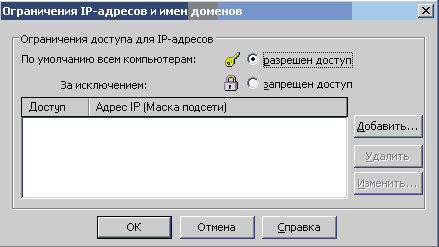 Ограничения IP-адресов и имен доменов
Ограничения доступа для IP-адресов
По умолчанию всем компьютерам:
разрешен доступ
За исключением:
запрещен доступ
Доступ
Адрес IP (Маска подсети)
Добавить...
Удалить
Изменить...
OK
Отмена
Справка